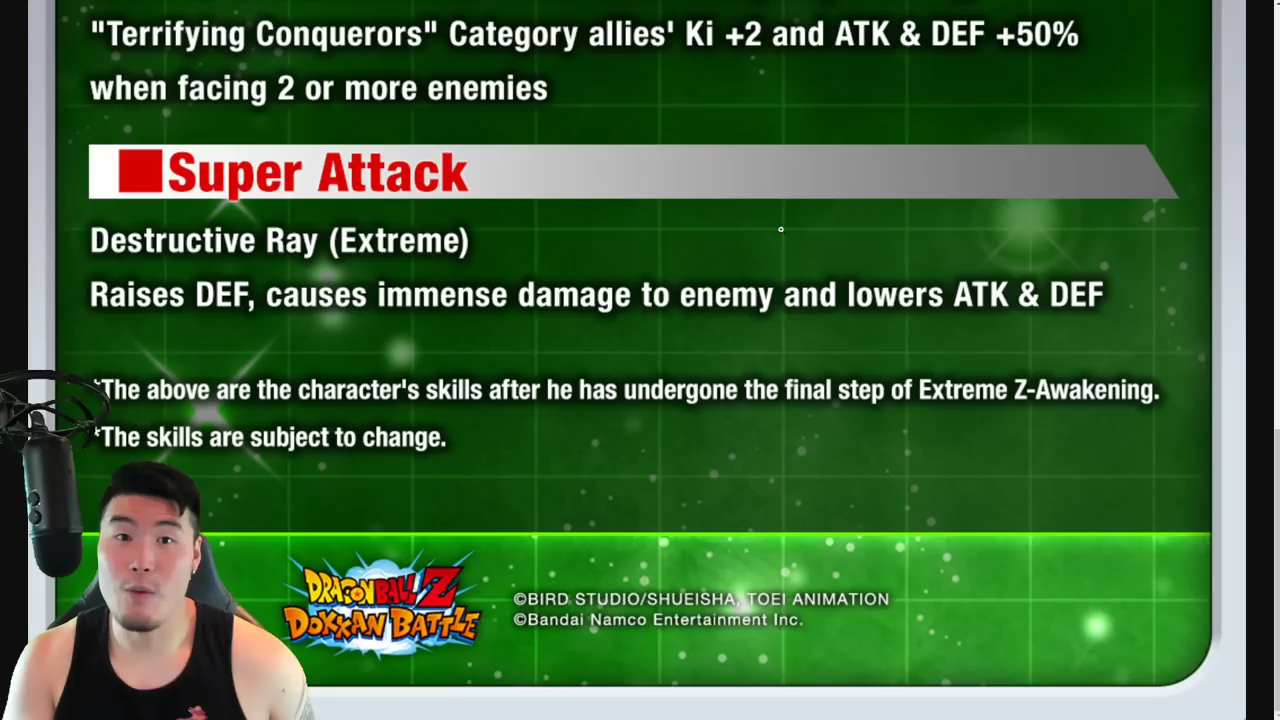 "Terrifying Conquerors" Category allies' Ki +2 and ATK & DEF +50%
when facing 2 or more enemies
Super Attack
Destructive Ray (Extreme)
Raises DEF, causes immense damage to enemy and lowers ATK & DEF
*The above are the character's skills after he has undergone the final step of Extreme Z-Awakening.
*The skills are subject to change.
DRAGON BALL Z
DOKKAN BATTLE
©BIRD STUDIO/SHUEISHA, TOEI ANIMATION
©Bandai Namco Entertainment Inc.